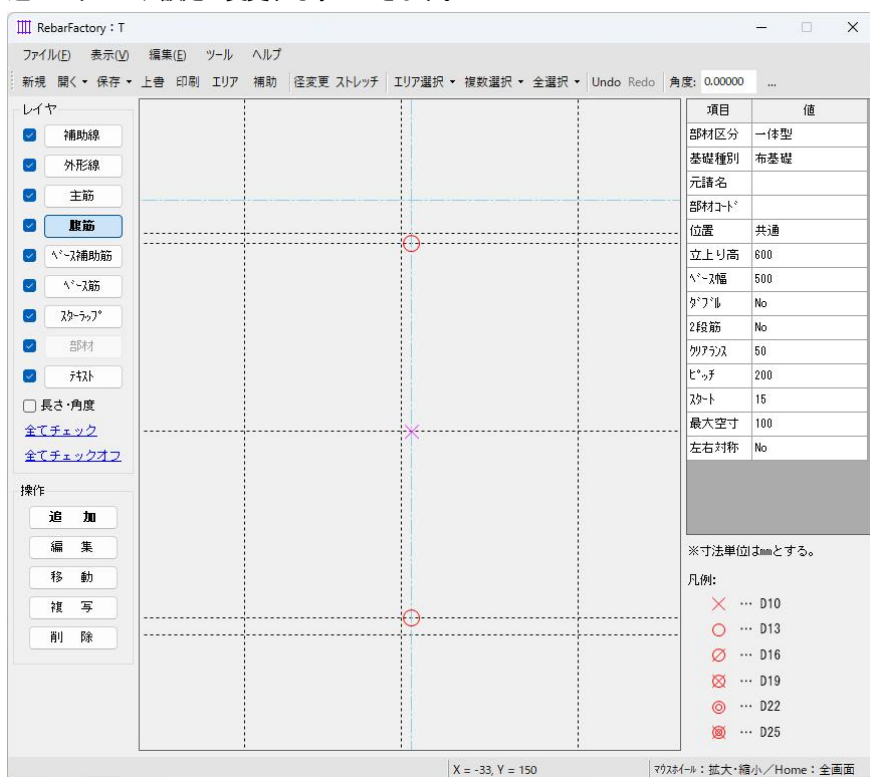 RebarFactory：T
ファイル(F) 表示(V) 編集(E) ツール ヘルプ
新規 開く 保存 上書 印刷 エリア 補助 径変更 ストレッチ エリア選択 複数選択 全選択 Undo Redo 角度: 0.00000 ...
レイヤ
補助線
外形線
主筋
腹筋
ﾍﾞｰｽ補助筋
ﾍﾞｰｽ筋
ｽﾀｰﾗｯﾌﾟ
部材
ﾃｷｽﾄ
長さ･角度
全てチェック
全てチェックオフ
操作
追 加
編 集
移 動
複 写
削 除
項目 値
部材区分 一体型
基礎種別 布基礎
元請名
部材ｺｰﾄﾞ
位置 共通
立上り高 600
ﾍﾞｰｽ幅 500
ﾀﾞﾌﾞﾙ No
2段筋 No
ｸﾘｱﾗﾝｽ 50
ﾋﾟｯﾁ 200
ｽﾀｰﾄ 15
最大空寸 100
左右対称 No
※寸法単位は㎜とする。
凡例:
… D10
… D13
… D16
… D19
… D22
… D25
X = -33, Y = 150
ﾏｳｽﾎｲｰﾙ：拡大･縮小／Home：全画面